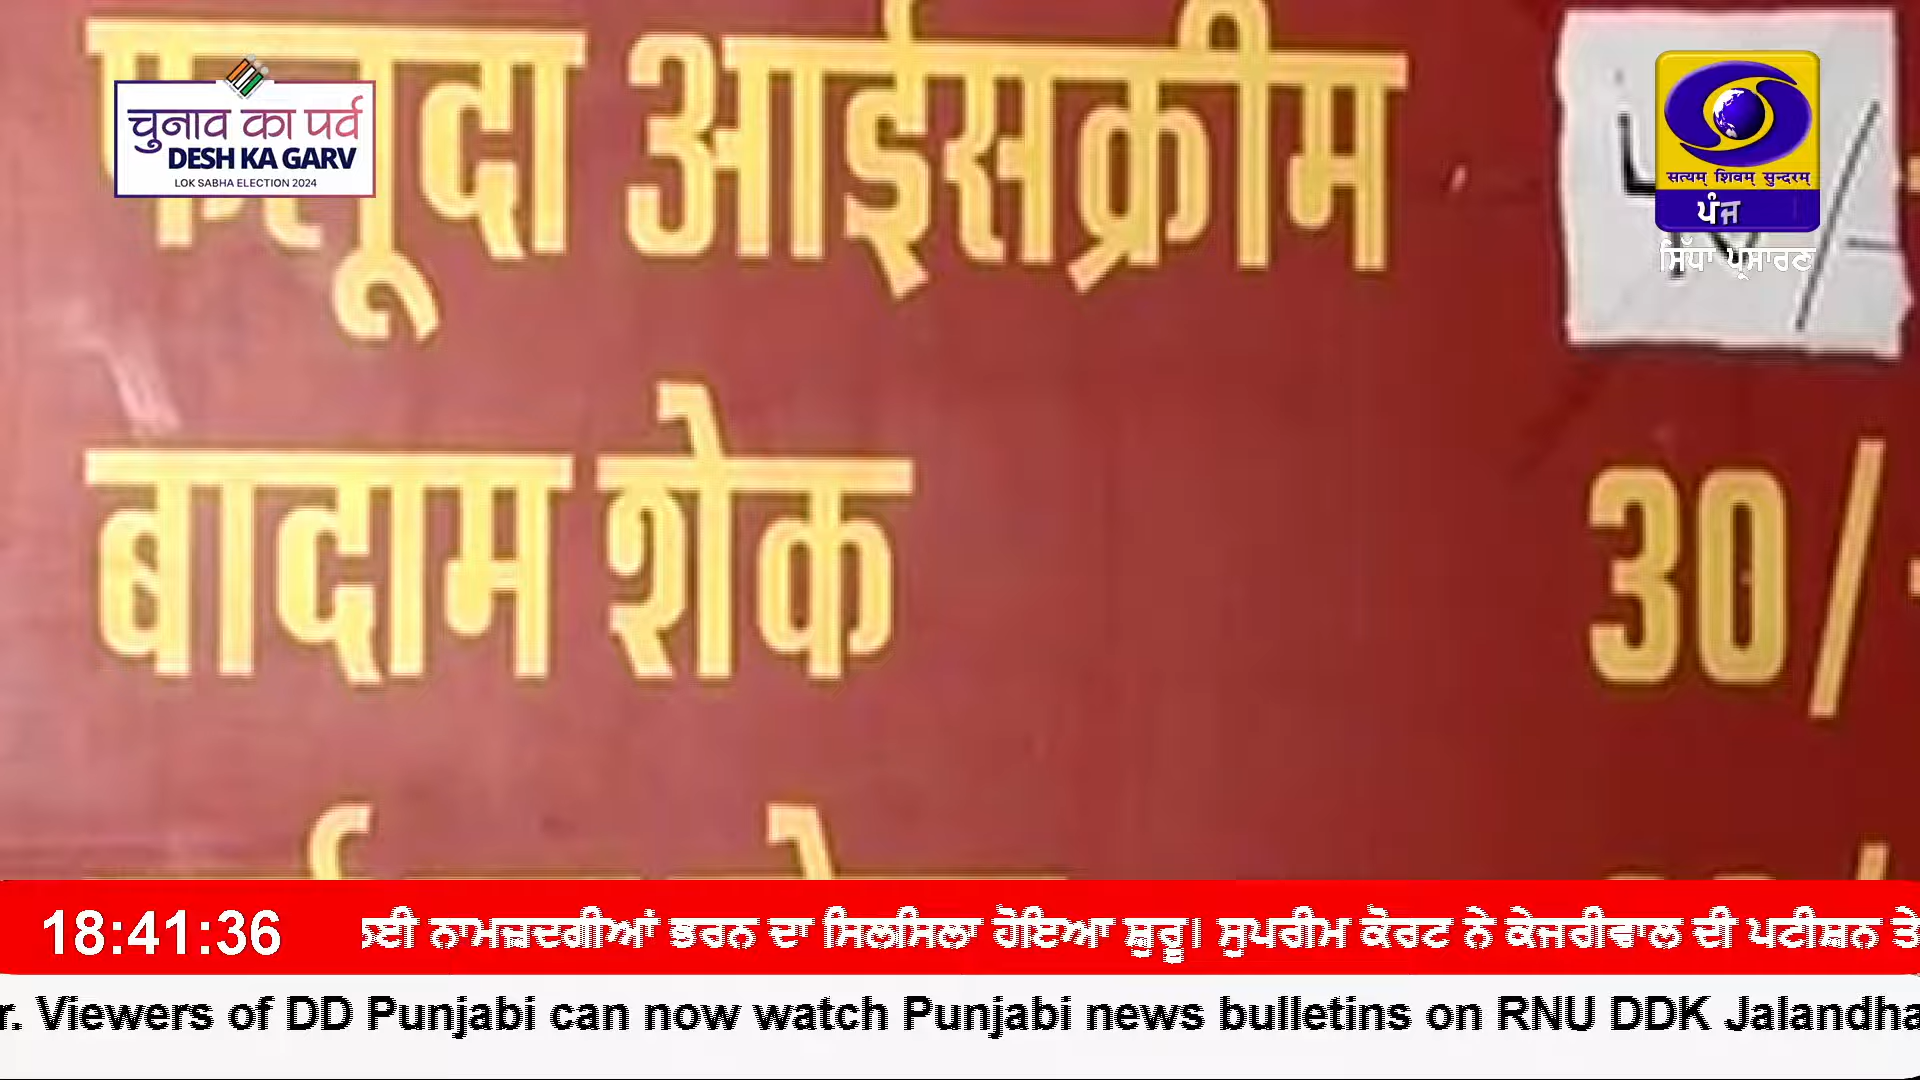 फालूदा आईसक्रीम
चुनाव का पर्व
DESH KA GARV
LOK SABHA ELECTION 2024
सत्यम् शिवम् सुन्दरम्
ਪੰਜ
ਸਿੱਧਾ ਪ੍ਰਸਾਰਣ
बादाम शेक 30/-
18:41:36 ਨਾਮਜ਼ਦਗੀਆਂ ਭਰਨ ਦਾ ਸਿਲਸਿਲਾ ਹੋਇਆ ਸ਼ੁਰੂ। ਸੁਪਰੀਮ ਕੋਰਟ ਨੇ ਕੇਜਰੀਵਾਲ ਦੀ ਪਟੀਸ਼ਨ ਤੇ
r. Viewers of DD Punjabi can now watch Punjabi news bulletins on RNU DDK Jalandha